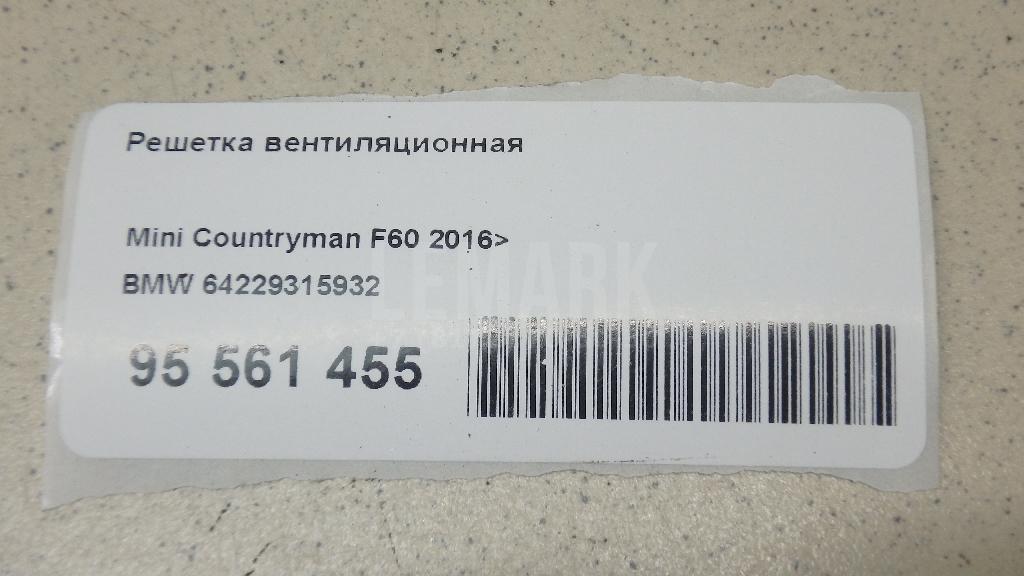 Решетка вентиляционная
Mini Countryman F60 2016>
BMW 64229315932
LEMARK
95 561 455